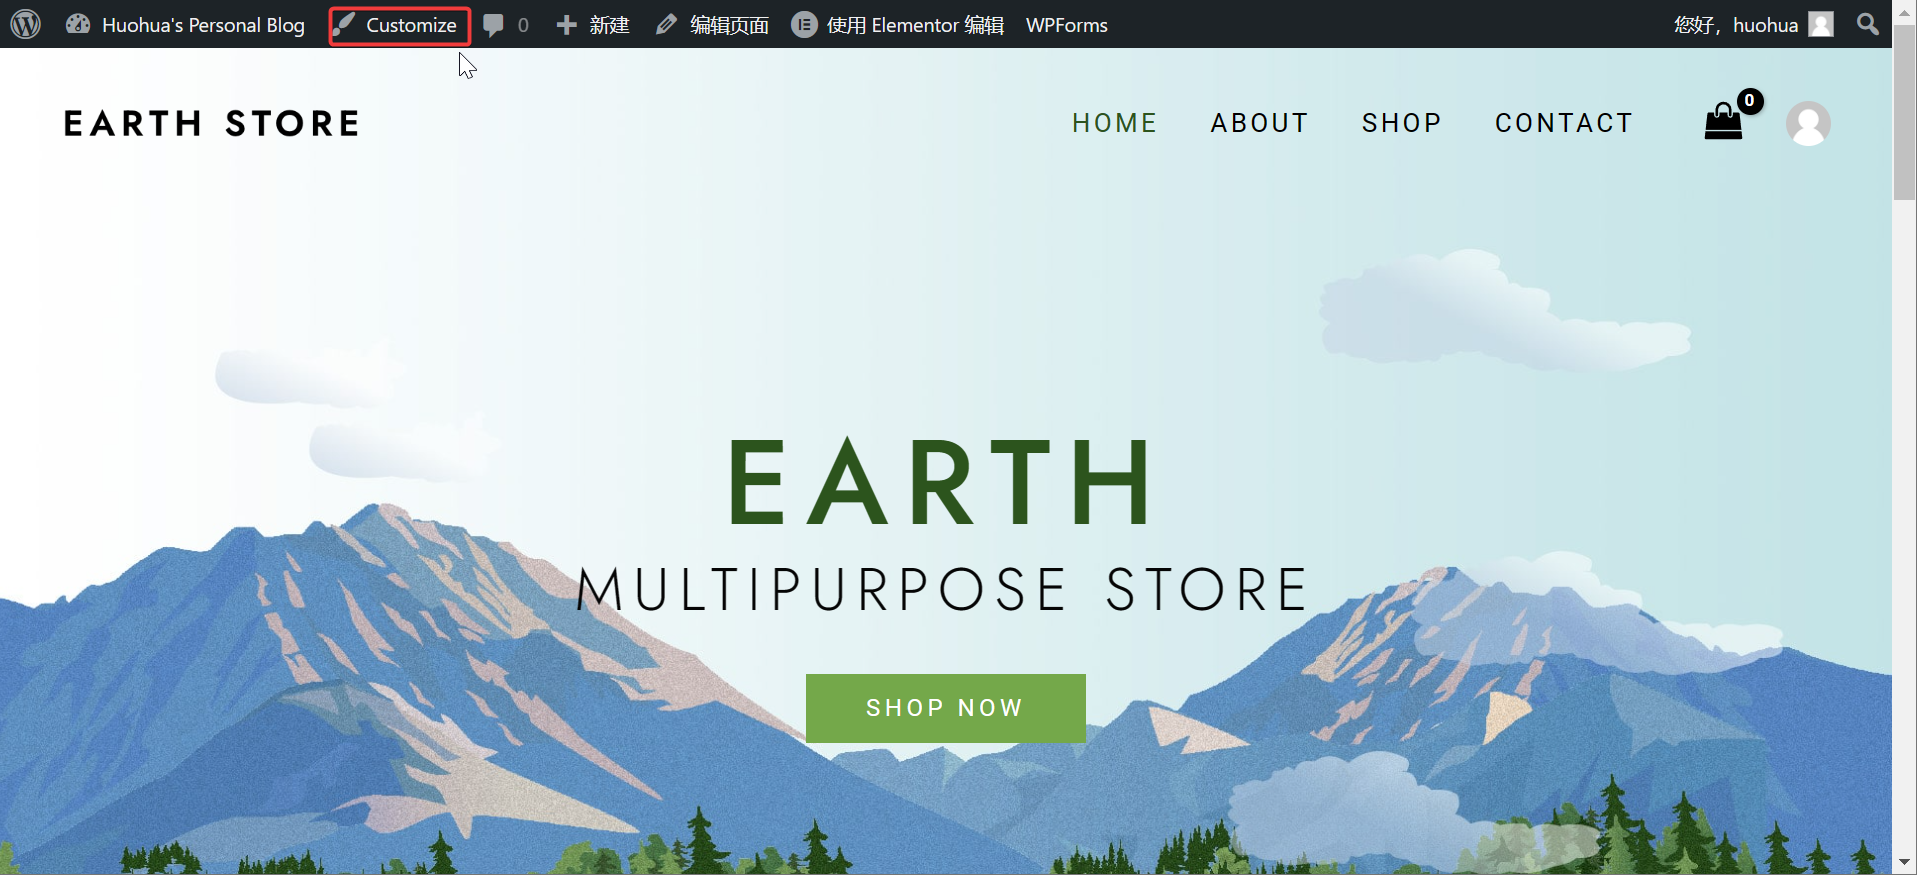 Huohua's Personal Blog Customize 0 新建 编辑页面 使用 Elementor 编辑 WPForms 您好，huohua
EARTH STORE HOME ABOUT SHOP CONTACT 0
EARTH
MULTIPURPOSE STORE
SHOP NOW